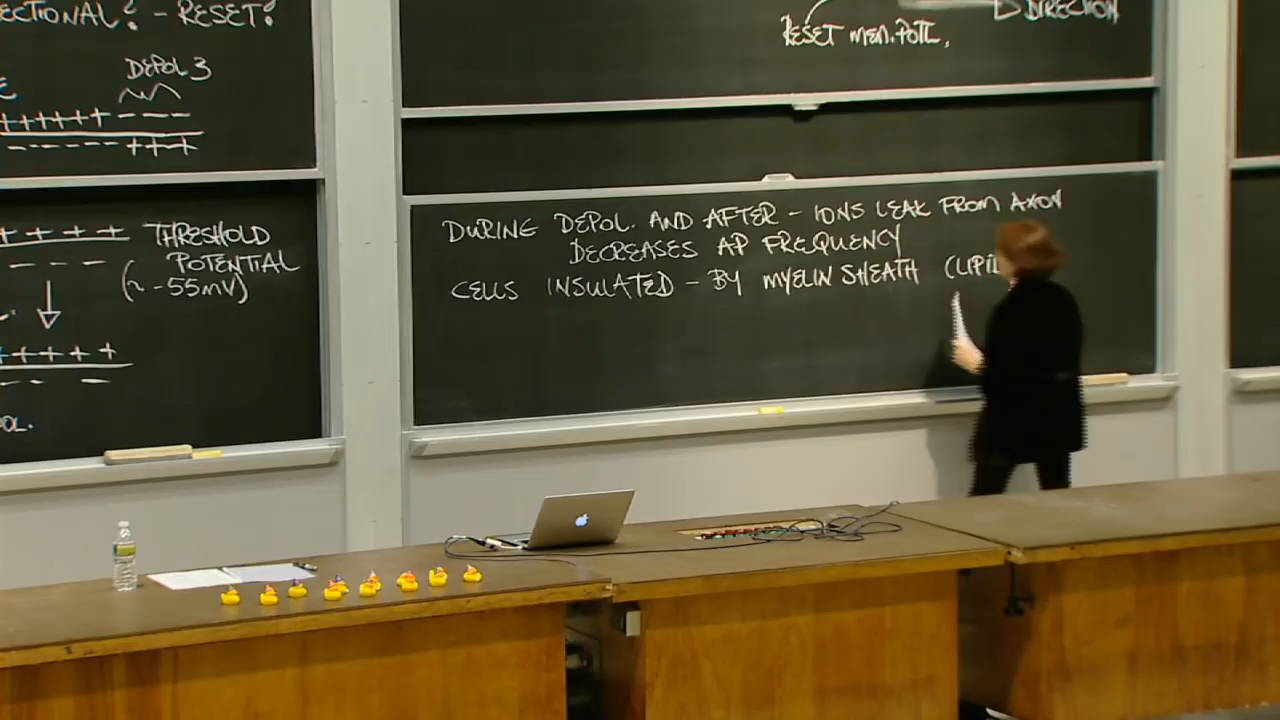 ECTIONAL? - RESET?
DEPOL 3
+++++ ---
------ +++
+ + + + THRESHOLD
- - - - POTENTIAL
(~ -55mV)
+++++
OL.
RESET MEM. POTL.
DIRECTION
DURING DEPOL. AND AFTER - IONS LEAK FROM AXON
DECREASES AP FREQUENCY
CELLS INSULATED - BY MYELIN SHEATH (LIPI